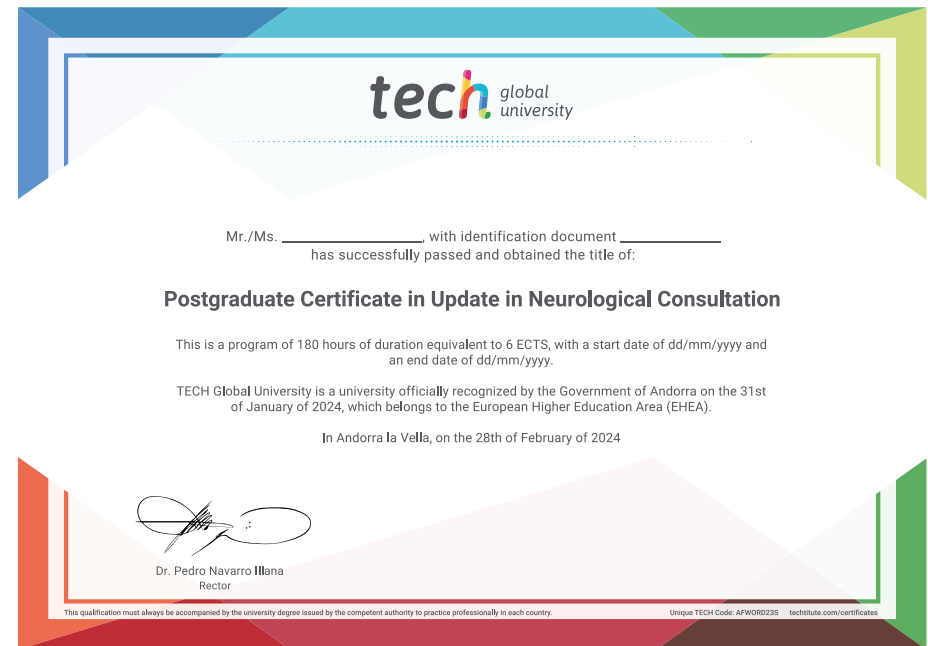 tech global
university
Mr./Ms. ____________, with identification document ____________
has successfully passed and obtained the title of:
Postgraduate Certificate in Update in Neurological Consultation
This is a program of 180 hours of duration equivalent to 6 ECTS, with a start date of dd/mm/yyyy and
an end date of dd/mm/yyyy.
TECH Global University is a university officially recognized by the Government of Andorra on the 31st
of January of 2024, which belongs to the European Higher Education Area (EHEA).
In Andorra la Vella, on the 28th of February of 2024
Dr. Pedro Navarro Illana
Rector
This qualification must always be accompanied by the university degree issued by the competent authority to practice professionally in each country.
Unique TECH Code: AFWORD23S techtitute.com/certificates